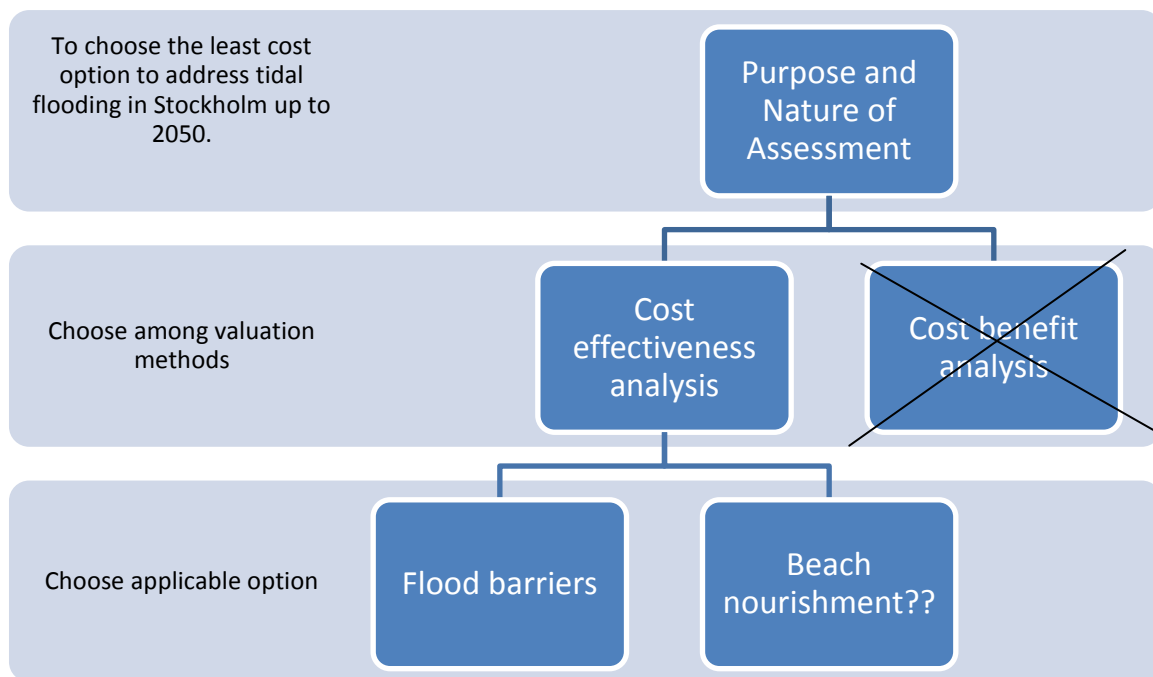 To choose the least cost
option to address tidal
flooding in Stockholm up to
2050.
Purpose and
Nature of
Assessment
Choose among valuation
methods
Cost
effectiveness
analysis
Cost benefit
analysis
Choose applicable option
Flood barriers
Beach
nourishment??